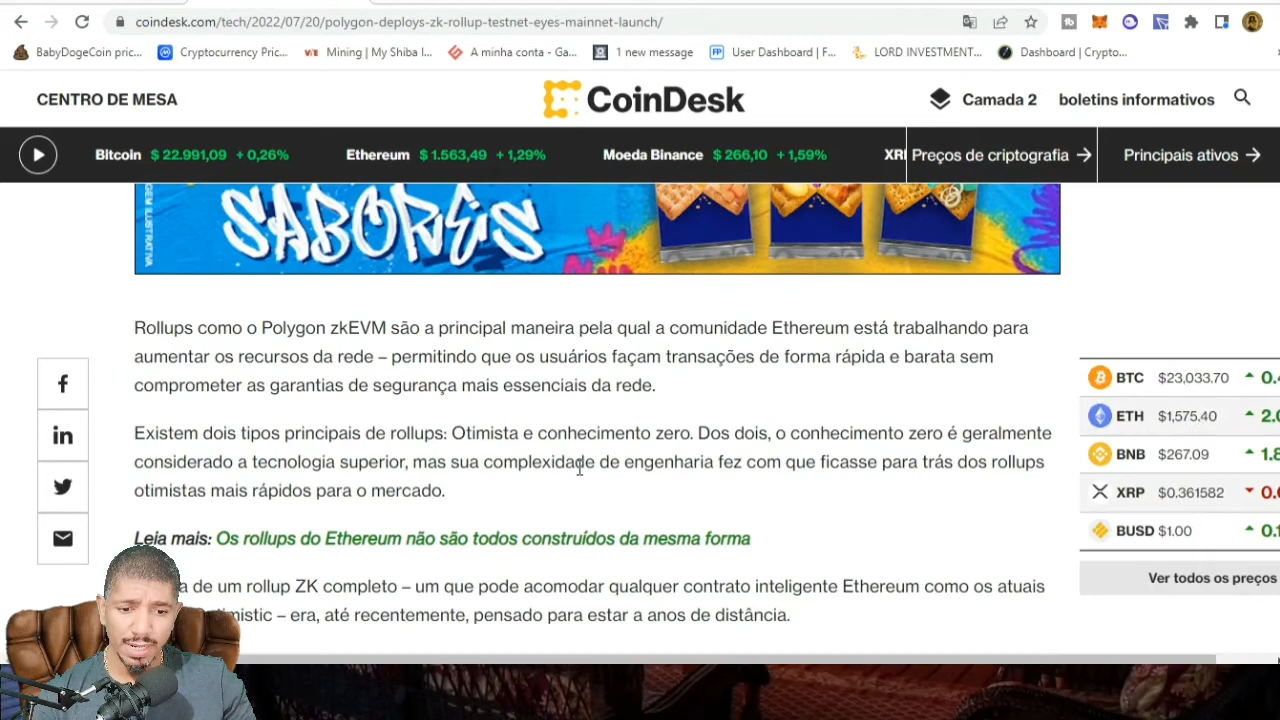 coindesk.com/tech/2022/07/20/polygon-deploys-zk-rollup-testnet-eyes-mainnet-launch/
BabyDogeCoin pric...
Cryptocurrency Pric...
Mining | My Shiba I...
A minha conta - Ga...
1 new message
FP
User Dashboard | F...
LORD INVESTMENT...
Dashboard | Crypto...
CENTRO DE MESA
CoinDesk
Camada 2
boletins informativos
Bitcoin $ 22.991,09 + 0,26%
Ethereum $ 1.563,49 + 1,29%
Moeda Binance $ 266,10 + 1,59%
Preços de criptografia →
Principais ativos →
SABORES
Rollups como o Polygon zkEVM são a principal maneira pela qual a comunidade Ethereum está trabalhando para
aumentar os recursos da rede – permitindo que os usuários façam transações de forma rápida e barata sem
comprometer as garantias de segurança mais essenciais da rede.
Existem dois tipos principais de rollups: Otimista e conhecimento zero. Dos dois, o conhecimento zero é geralmente
considerado a tecnologia superior, mas sua complexidade de engenharia fez com que ficasse para trás dos rollups
otimistas mais rápidos para o mercado.
Leia mais: Os rollups do Ethereum não são todos construídos da mesma forma
de um rollup ZK completo – um que pode acomodar qualquer contrato inteligente Ethereum como os atuais
– era, até recentemente, pensado para estar a anos de distância.
BTC $23,033.70
ETH $1,575.40
BNB $267.09
XRP $0.361582
BUSD $1.00
Ver todos os preços